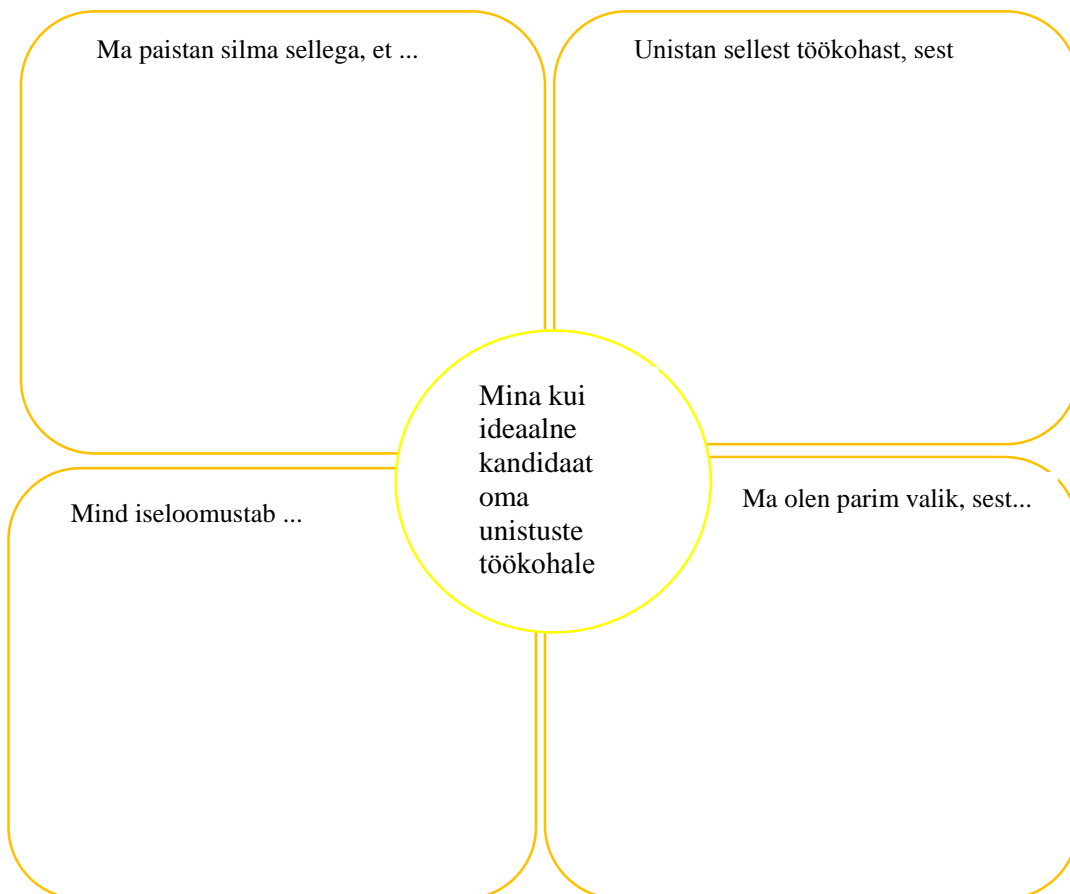 Ma paistan silma sellega, et ...
Unistan sellest töökohast, sest
Mina kui
ideaalne
kandidaat
oma
unistuste
töökohale
Mind iseloomustab ...
Ma olen parim valik, sest...